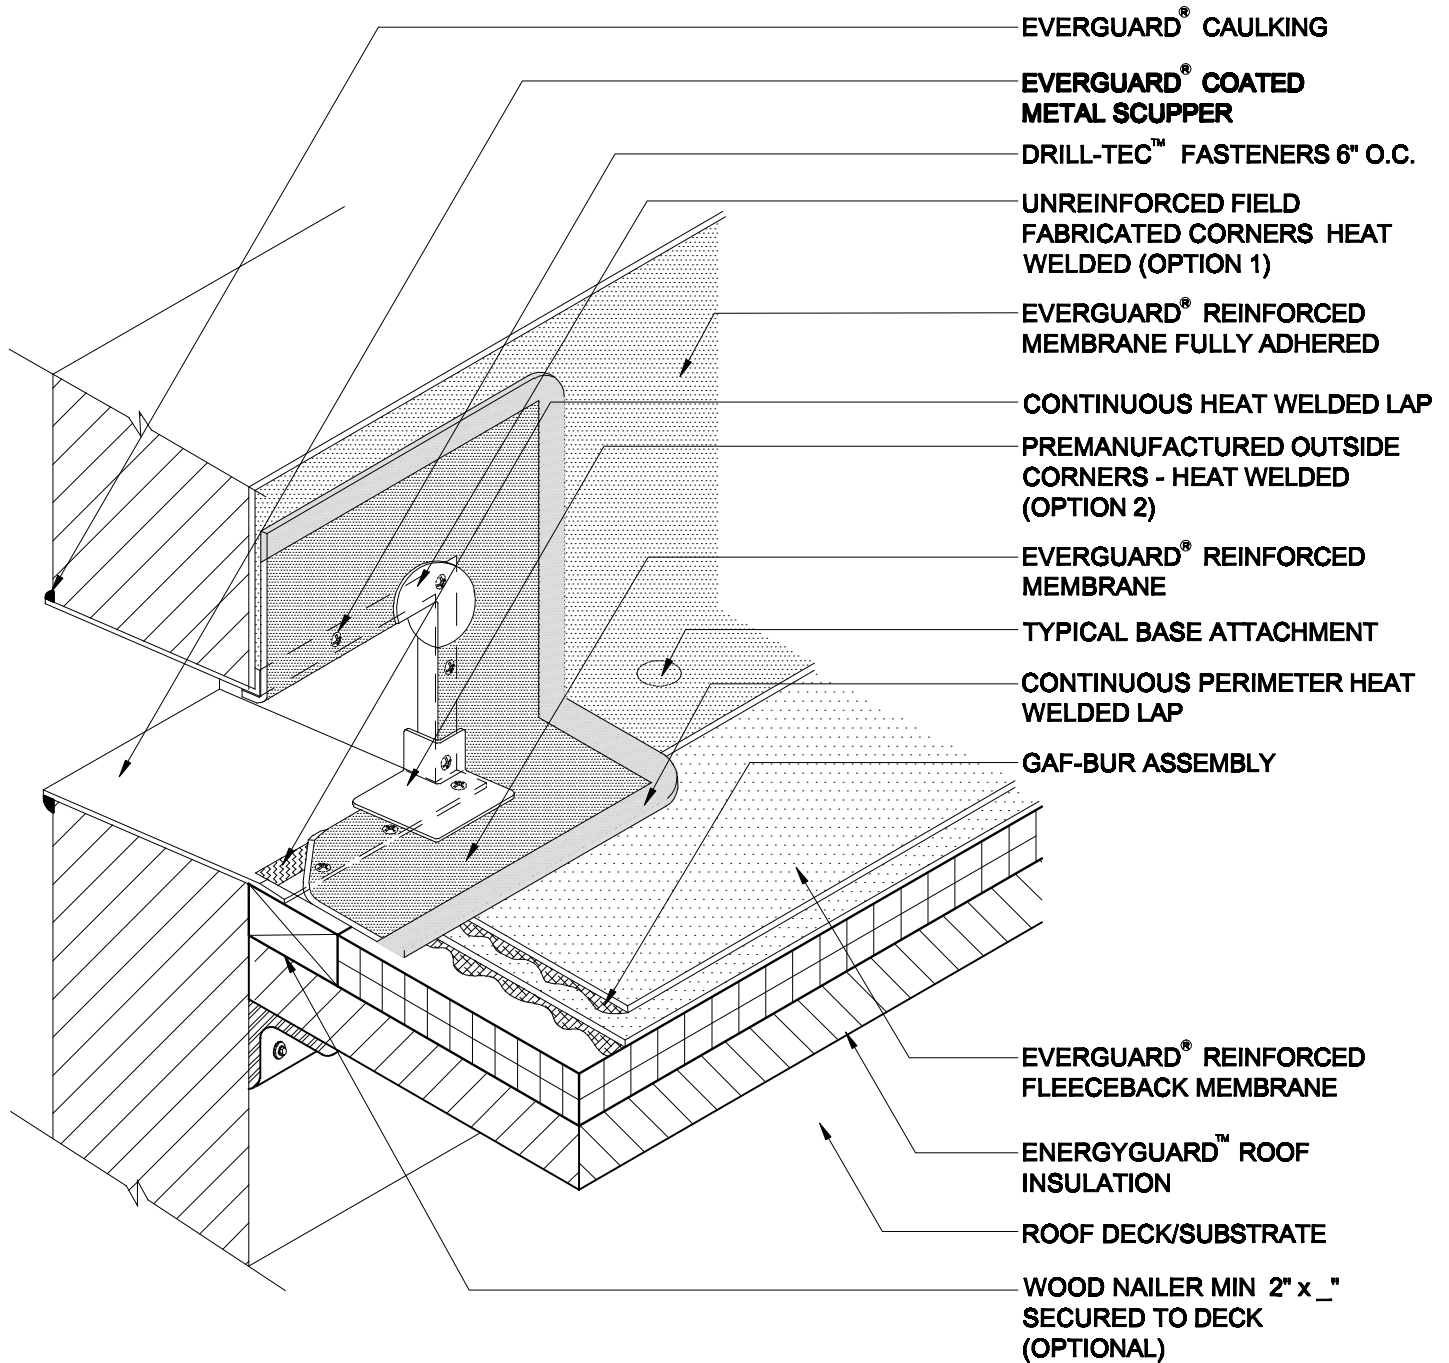 EVERGUARD® CAULKING
EVERGUARD® COATED
METAL SCUPPER
DRILL-TEC™ FASTENERS 6" O.C.
UNREINFORCED FIELD
FABRICATED CORNERS HEAT
WELDED (OPTION 1)
EVERGUARD® REINFORCED
MEMBRANE FULLY ADHERED
CONTINUOUS HEAT WELDED LAP
PREMANUFACTURED OUTSIDE
CORNERS - HEAT WELDED
(OPTION 2)
EVERGUARD® REINFORCED
MEMBRANE
TYPICAL BASE ATTACHMENT
CONTINUOUS PERIMETER HEAT
WELDED LAP
GAF-BUR ASSEMBLY
EVERGUARD® REINFORCED
FLEECEBACK MEMBRANE
ENERGYGUARD™ ROOF
INSULATION
ROOF DECK/SUBSTRATE
WOOD NAILER MIN 2" x _"
SECURED TO DECK
(OPTIONAL)